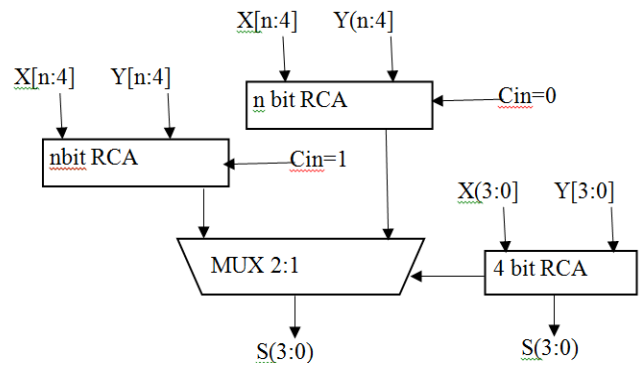 X[n:4] Y(n:4]
X[n:4] Y[n:4]
n bit RCA
Cin=0
nbit RCA
Cin=1
X(3:0] Y[3:0]
MUX 2:1
4 bit RCA
S(3:0)
S(3:0)